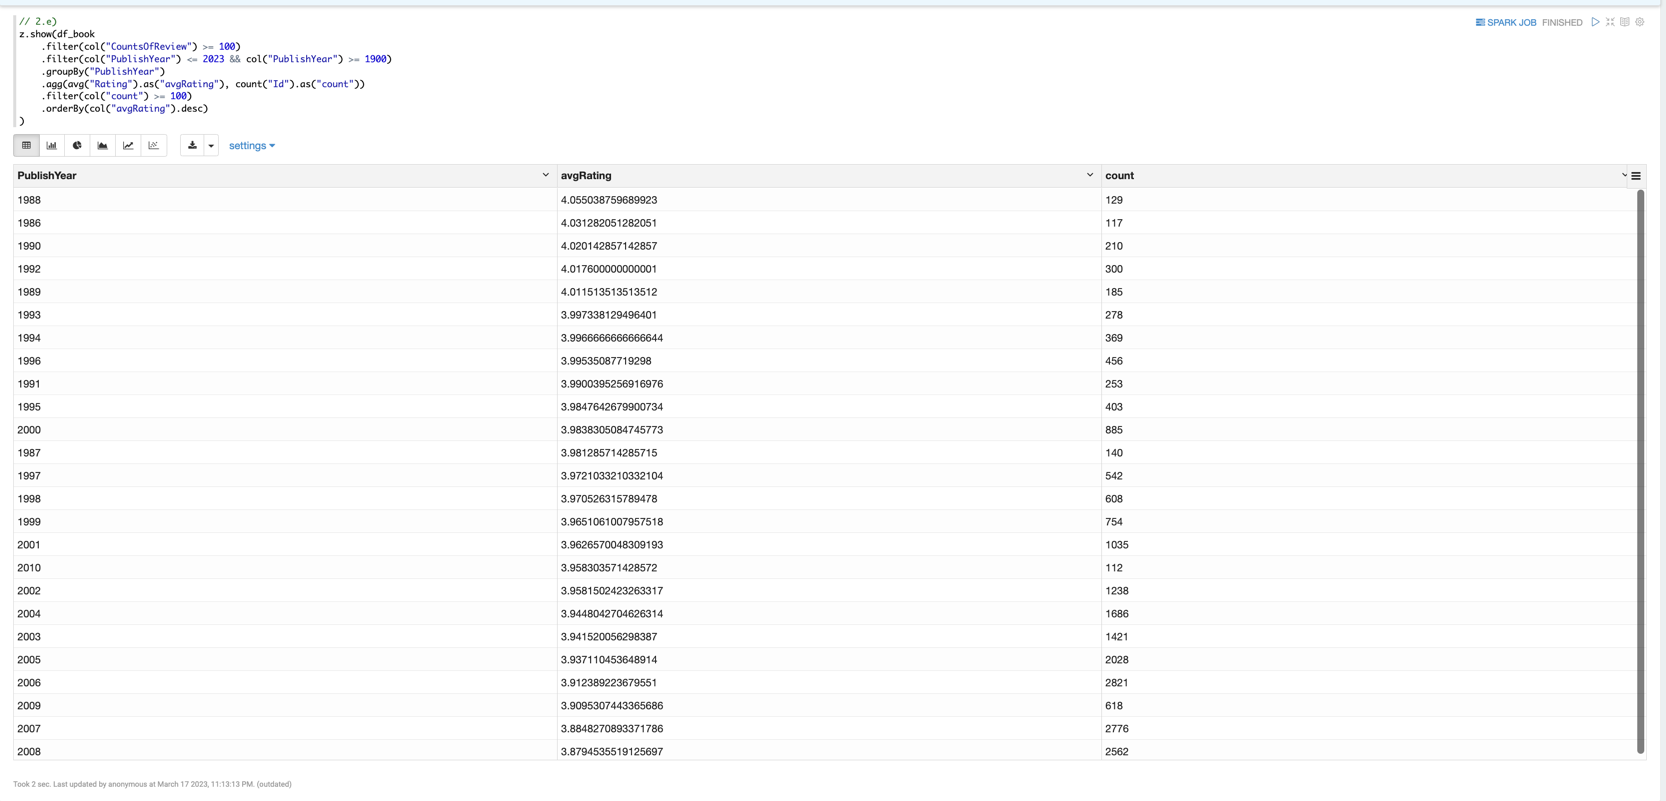 // 2.e)
z.show(df_book
    .filter(col("CountsOfReview") >= 100)
    .filter(col("PublishYear") <= 2023 && col("PublishYear") >= 1900)
    .groupBy("PublishYear")
    .agg(avg("Rating").as("avgRating"), count("Id").as("count"))
    .filter(col("count") >= 100)
    .orderBy(col("avgRating").desc)
)
SPARK JOB FINISHED
settings
PublishYear avgRating count
1988 4.055038759689923 129
1986 4.031282051282051 117
1990 4.020142857142857 210
1992 4.017600000000001 300
1989 4.011513513513512 185
1993 3.997338129496401 278
1994 3.9966666666666644 369
1996 3.99535087719298 456
1991 3.9900395256916976 253
1995 3.9847642679900734 403
2000 3.9838305084745773 885
1987 3.981285714285715 140
1997 3.9721033210332104 542
1998 3.970526315789478 608
1999 3.9651061007957518 754
2001 3.9626570048309193 1035
2010 3.958303571428572 112
2002 3.9581502423263317 1238
2004 3.9448042704626314 1686
2003 3.941520056298387 1421
2005 3.937110453648914 2028
2006 3.912389223679551 2821
2009 3.9095307443365686 618
2007 3.8848270893371786 2776
2008 3.8794535519125697 2562
Took 2 sec. Last updated by anonymous at March 17 2023, 11:13:13 PM. (outdated)